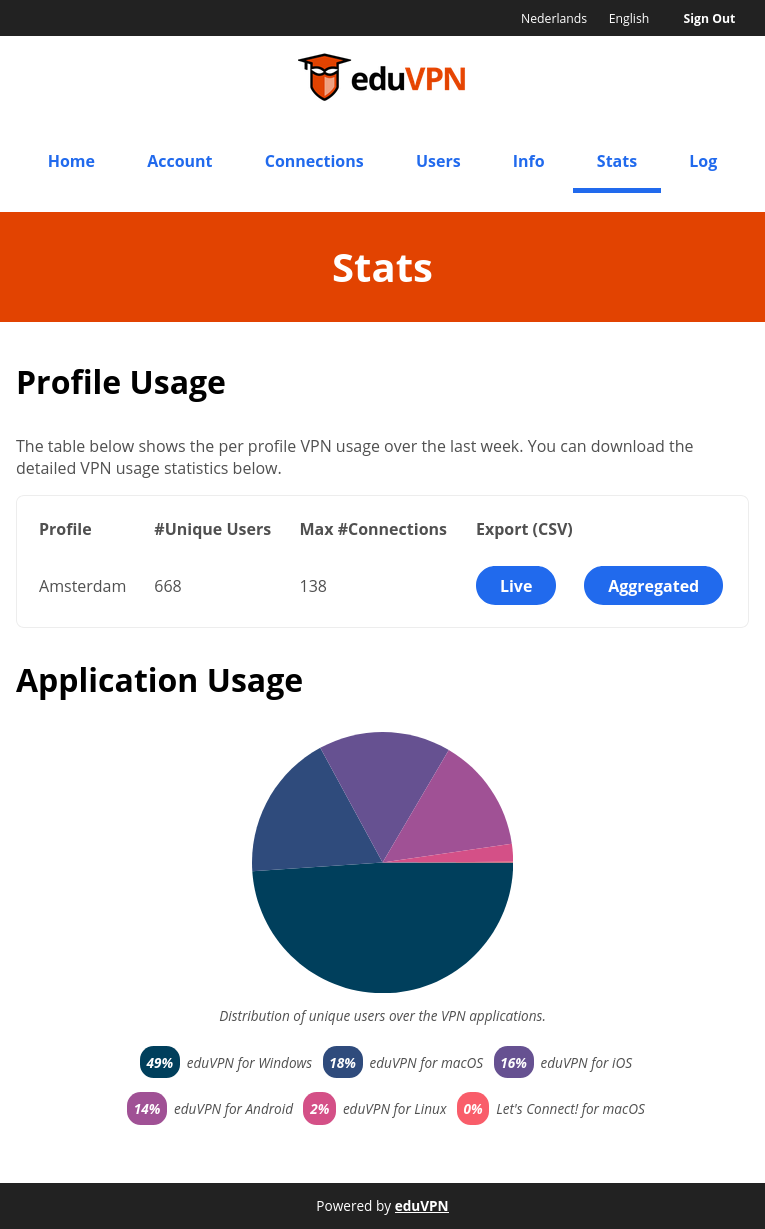 Nederlands English Sign Out
eduVPN
Home Account Connections Users Info Stats Log
Stats
Profile Usage
The table below shows the per profile VPN usage over the last week. You can download the
detailed VPN usage statistics below.
Profile #Unique Users Max #Connections Export (CSV)
Amsterdam 668 138 Live Aggregated
Application Usage
Distribution of unique users over the VPN applications.
49% eduVPN for Windows 18% eduVPN for macOS 16% eduVPN for iOS
14% eduVPN for Android 2% eduVPN for Linux 0% Let's Connect! for macOS
Powered by eduVPN